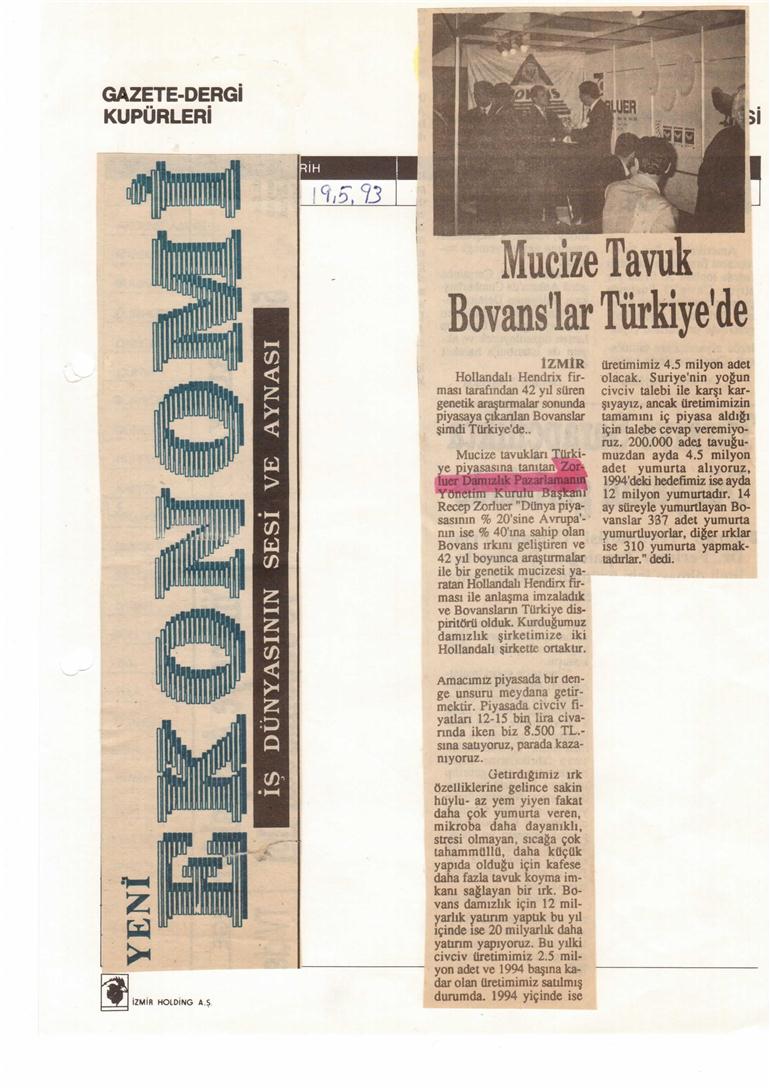 GAZETE-DERGİ
KUPÜRLERİ
Sİ
RİH
19,5,93
YENİ
EKONOMİ
İŞ DÜNYASININ SESİ VE AYNASI
LUER
Mucize Tavuk
Bovans'lar Türkiye'de
İZMİR
Hollandalı Hendrix fir-
ması tarafından 42 yıl süren
genetik araştırmalar sonunda
piyasaya çıkarılan Bovanslar
şimdi Türkiye'de..
Mucize tavukları Türki-
ye piyasasına tanıtan Zor-
luer Damızlık Pazarlamanın
Yönetim Kurulu Başkanı
Recep Zorluer "Dünya piya-
sasının % 20'sine Avrupa'-
nın ise % 40'ına sahip olan
Bovans ırkını geliştiren ve
42 yıl boyunca araştırmalar
ile bir genetik mucizesi ya-
ratan Hollandalı Hendirx fir-
ması ile anlaşma imzaladık
ve Bovansların Türkiye dis-
piritörü olduk. Kurduğumuz
damızlık şirketimize iki
Hollandalı şirkette ortaktır.
Amacımız piyasada bir den-
ge unsuru meydana getir-
mektir. Piyasada civciv fi-
yatları 12-15 bin lira civa-
rında iken biz 8.500 TL.-
sına satıyoruz, parada kaza-
nıyoruz.
Getirdiğimiz ırk
özelliklerine gelince sakin
hüylu- az yem yiyen fakat
daha çok yumurta veren,
mikroba daha dayanıklı,
stresi olmayan, sıcağa çok
tahammüllü, daha küçük
yapıda olduğu için kafese
daha fazla tavuk koyma im-
kanı sağlayan bir ırk. Bo-
vans damızlık için 12 mil-
yarlık yatırım yaptık bu yıl
içinde ise 20 milyarlık daha
yatırım yapıyoruz. Bu yılki
civciv üretimimiz 2.5 mil-
yon adet ve 1994 başına ka-
dar olan üretimimiz satılmış
durumda. 1994 yiçinde ise
üretimimiz 4.5 milyon adet
olacak. Suriye'nin yoğun
civciv talebi ile karşı kar-
şıyayız, ancak üretimimizin
tamamını iç piyasa aldığı
için talebe cevap veremiyo-
ruz. 200.000 adet tavuğu-
muzdan ayda 4.5 milyon
adet yumurta alıyoruz,
1994'deki hedefimiz ise ayda
12 milyon yumurtadır. 14
ay süreyle yumurtlayan Bo-
vanslar 337 adet yumurta
yumurtluyorlar, diğer ırklar
ise 310 yumurta yapmak-
tadırlar." dedi.
İZMİR HOLDİNG A.Ş.